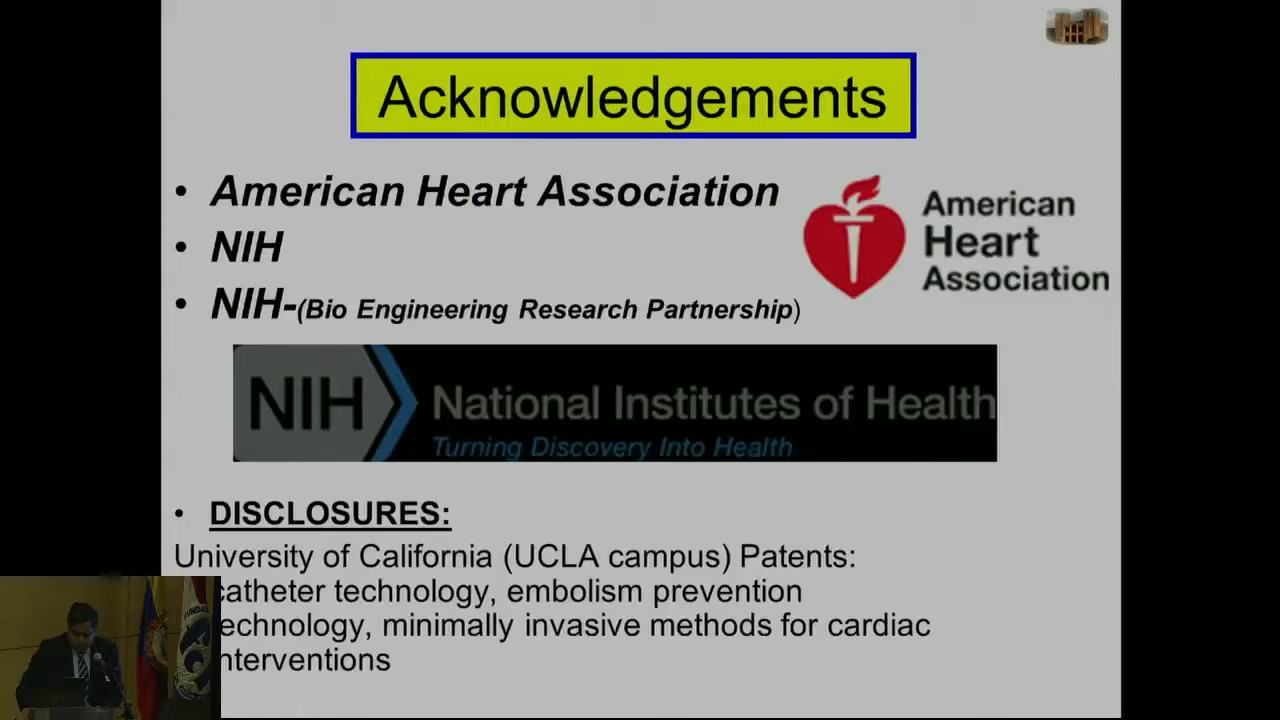 Acknowledgements
• American Heart Association
• NIH
• NIH-(Bio Engineering Research Partnership)
American
Heart
Association
NIH National Institutes of Health
Turning Discovery Into Health
• DISCLOSURES:
University of California (UCLA campus) Patents:
catheter technology, embolism prevention
echnology, minimally invasive methods for cardiac
nterventions